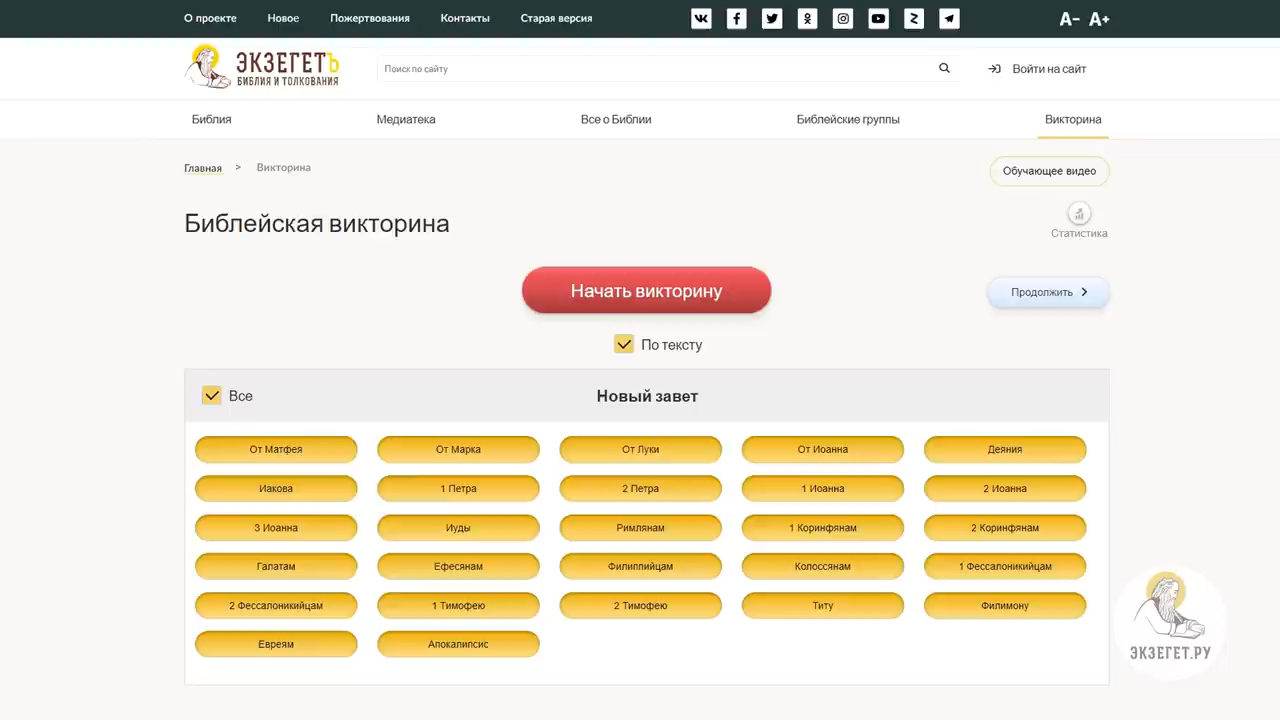 О проекте Новое Пожертвования Контакты Старая версия A- A+
ЭКЗЕГЕТЪ
БИБЛИЯ И ТОЛКОВАНИЯ
Поиск по сайту
Войти на сайт
Библия Медиатека Все о Библии Библейские группы Викторина
Главная > Викторина
Обучающее видео
Библейская викторина
Статистика
Начать викторину
Продолжить
По тексту
Все Новый завет
От Матфея От Марка От Луки От Иоанна Деяния
Иакова 1 Петра 2 Петра 1 Иоанна 2 Иоанна
3 Иоанна Иуды Римлянам 1 Коринфянам 2 Коринфянам
Галатам Ефесянам Филиппийцам Колоссянам 1 Фессалоникийцам
2 Фессалоникийцам 1 Тимофею 2 Тимофею Титу Филимону
Евреям Апокалипсис
ЭКЗЕГЕТ.РУ